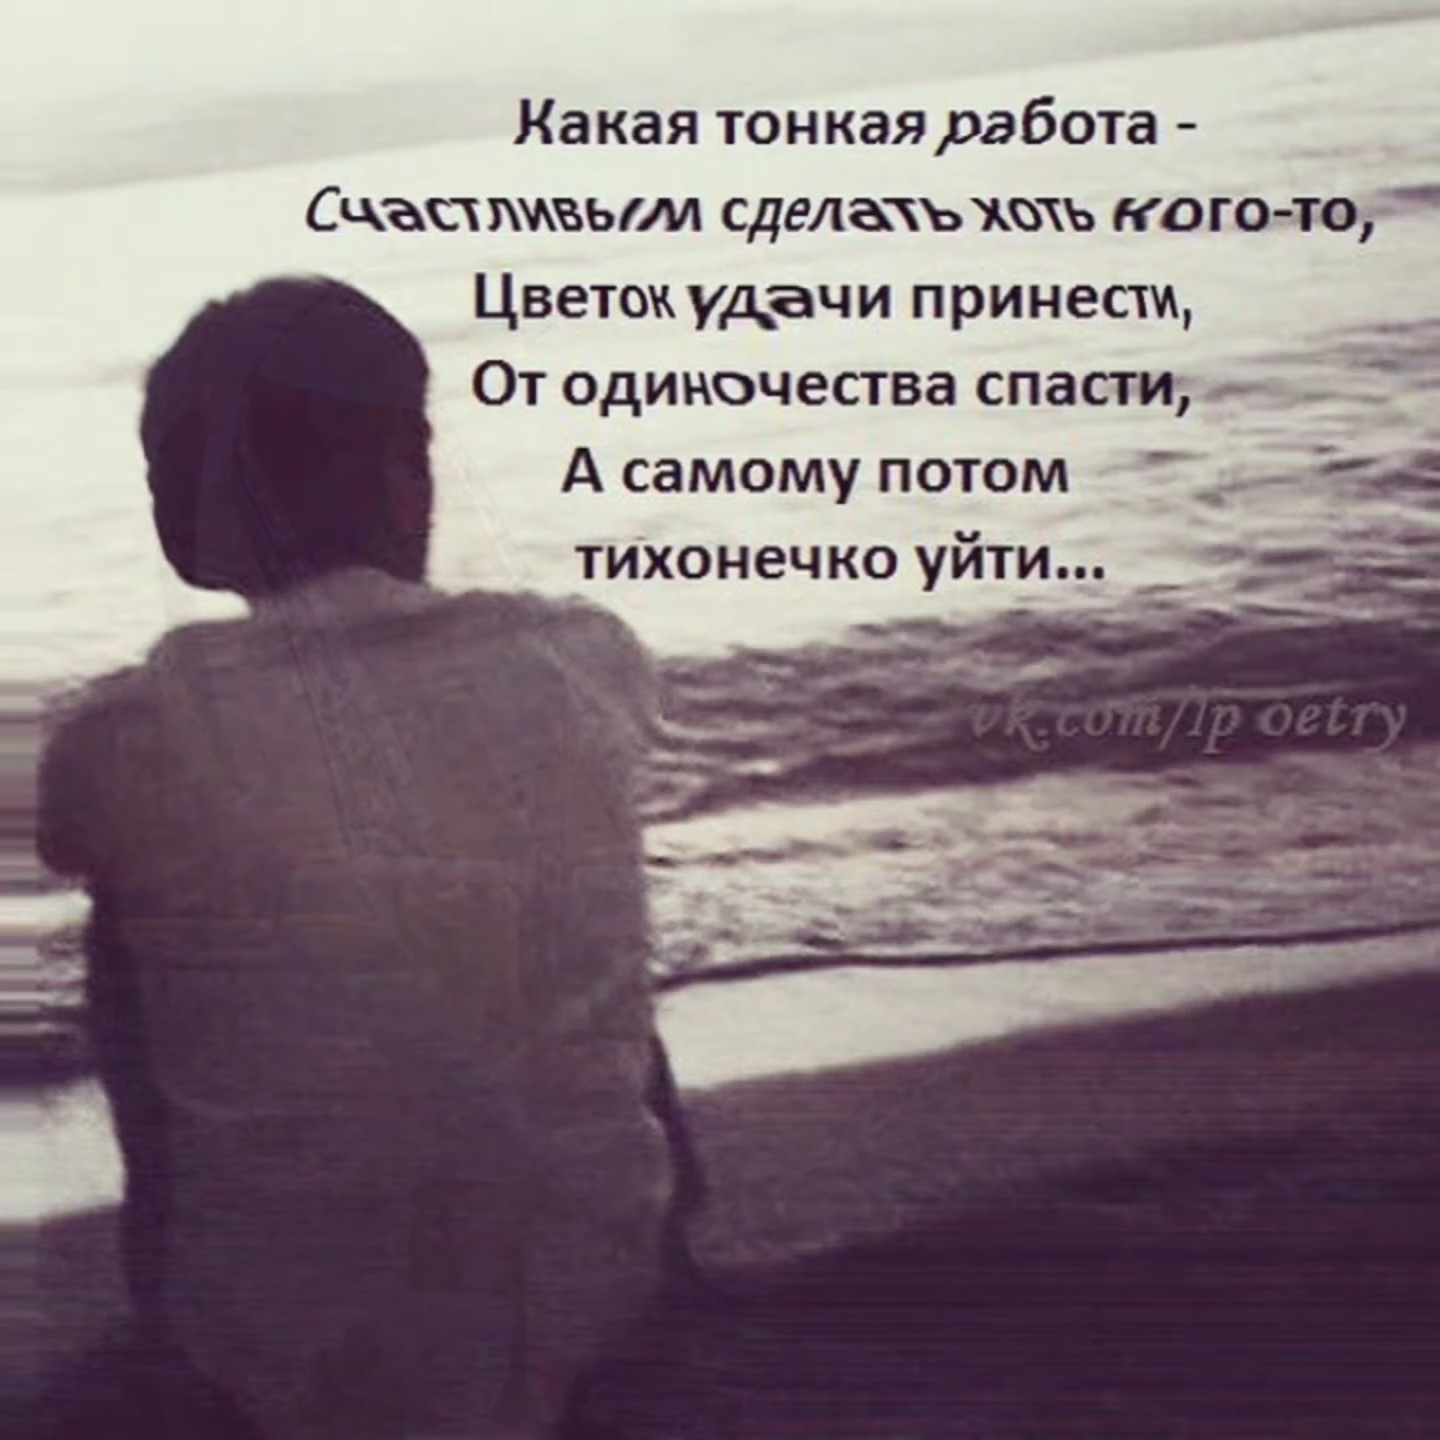 Какая тонкая работа -
Счастливым сделать хоть кого-то,
Цветок удачи принести,
От одиночества спасти,
А самому потом
тихонечко уйти...
vk.com/lp oetry